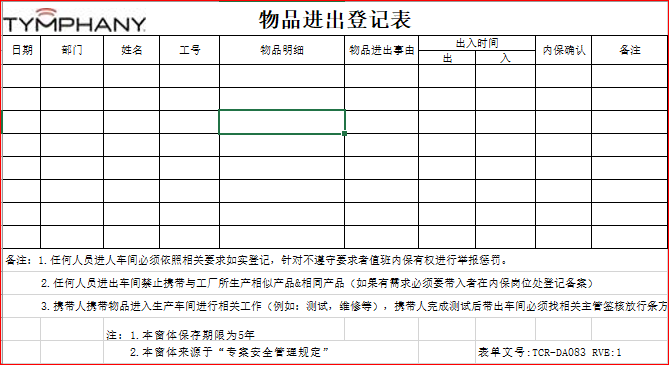 TYMPHANY
物品进出登记表
日期 部门 姓名 工号 物品明细 物品进出事由 出入时间 内保确认 备注
出 入
备注：1.任何人员进人车间必须依照相关要求如实登记，针对不遵守要求者值班内保有权进行举报惩罚。
2.任何人员进出车间禁止携带与工厂所生产相似产品&相同产品（如果有需求必须要带入者在内保岗位处登记备案）
3.携带人携带物品进入生产车间进行相关工作（例如：测试，维修等），携带人完成测试后带出车间必须找相关主管签核放行条方
注：1.本窗体保存期限为5年
2.本窗体来源于“专案安全管理规定”
表单文号:TCR-DA083 RVE:1